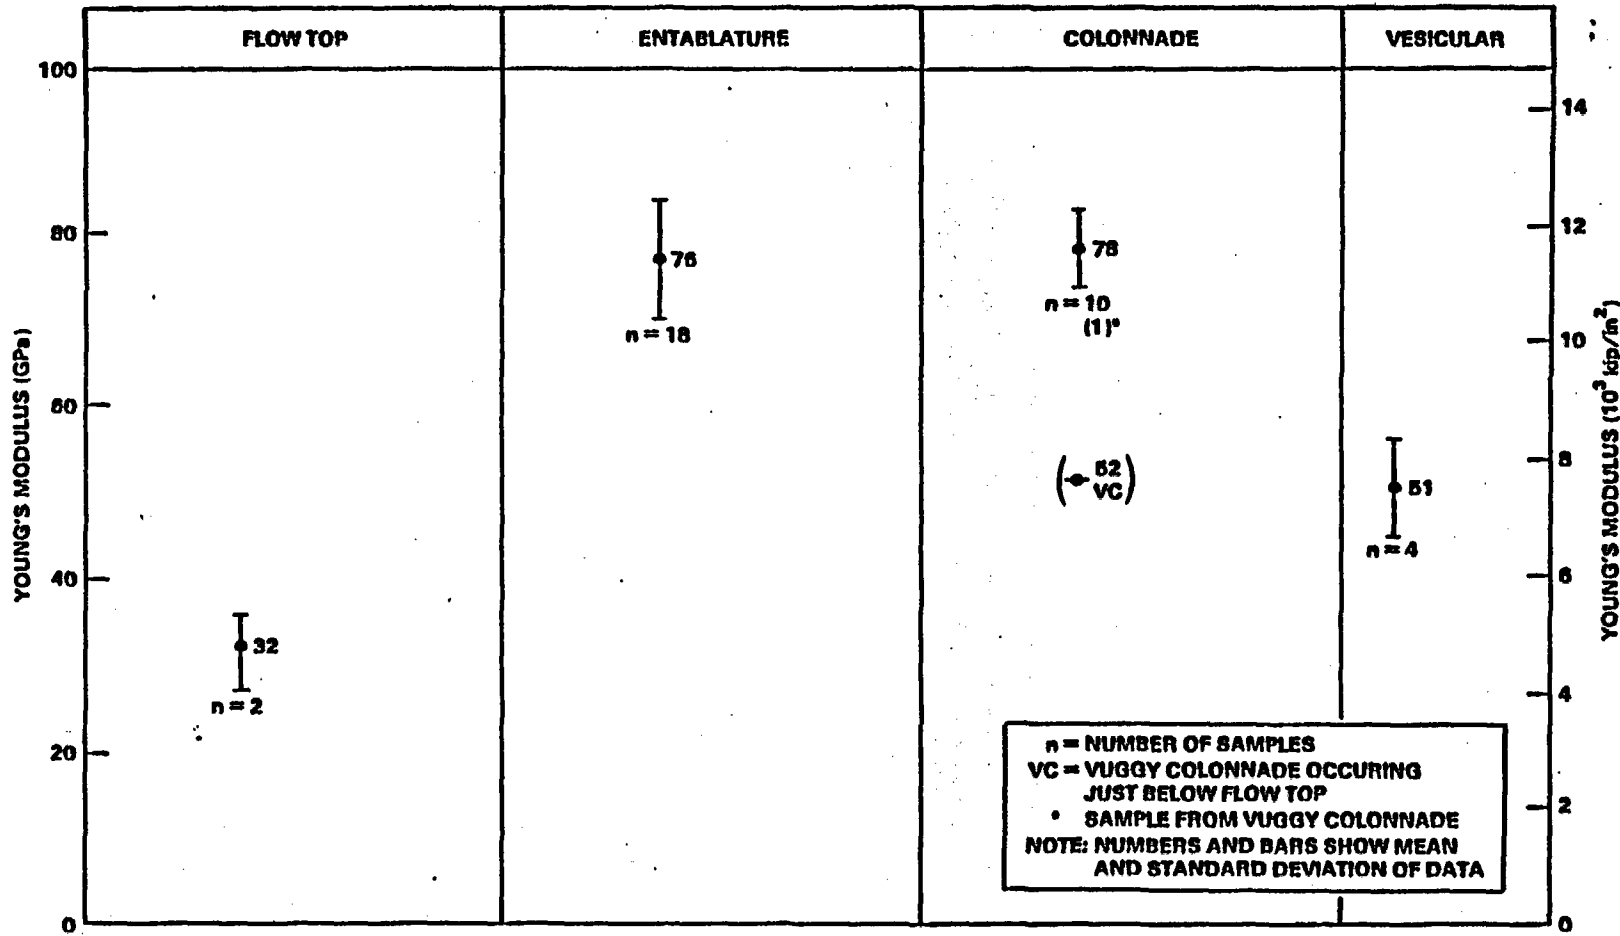 FLOW TOP
ENTABLATURE
COLONNADE
VESICULAR
YOUNG'S MODULUS (GPa)
100
80
60
40
20
0
32
n = 2
76
n = 18
78
n = 10
(1)*
( 52
VC )
51
n = 4
n = NUMBER OF SAMPLES
VC = VUGGY COLONNADE OCCURING
JUST BELOW FLOW TOP
* SAMPLE FROM VUGGY COLONNADE
NOTE: NUMBERS AND BARS SHOW MEAN
AND STANDARD DEVIATION OF DATA
14
12
10
8
6
4
2
0
YOUNG'S MODULUS (10³ kip/in²)